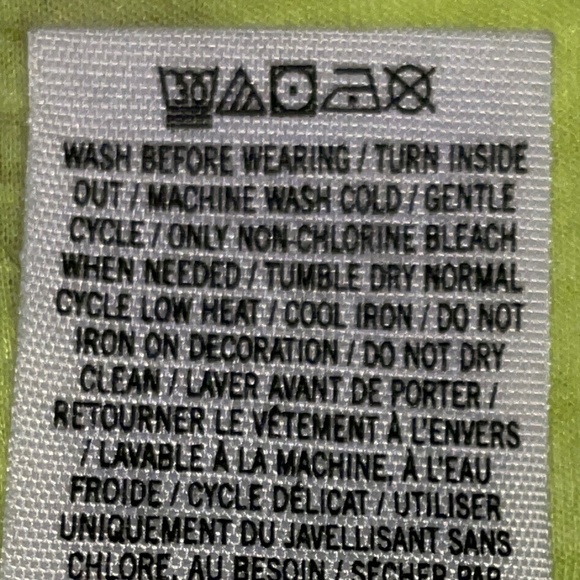 30
WASH BEFORE WEARING / TURN INSIDE
OUT / MACHINE WASH COLD / GENTLE
CYCLE / ONLY NON-CHLORINE BLEACH
WHEN NEEDED / TUMBLE DRY NORMAL
CYCLE LOW HEAT / COOL IRON / DO NOT
IRON ON DECORATION / DO NOT DRY
CLEAN / LAVER AVANT DE PORTER /
RETOURNER LE VÊTEMENT À L'ENVERS
/ LAVABLE À LA MACHINE, À L'EAU
FROIDE / CYCLE DÉLICAT / UTILISER
UNIQUEMENT DU JAVELLISANT SANS
CHLORE, AU BESOIN / SÉCHER PAR